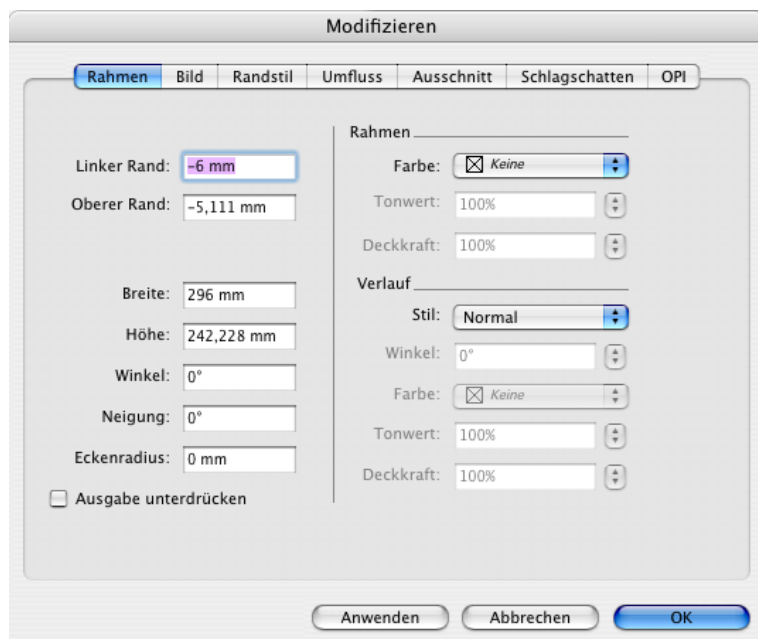 Modifizieren
Rahmen Bild Randstil Umfluss Ausschnitt Schlagschatten OPI
Linker Rand: -6 mm
Oberer Rand: -5,111 mm
Breite: 296 mm
Höhe: 242,228 mm
Winkel: 0°
Neigung: 0°
Eckenradius: 0 mm
Ausgabe unterdrücken
Rahmen
Farbe: Keine
Tonwert: 100%
Deckkraft: 100%
Verlauf
Stil: Normal
Winkel: 0°
Farbe: Keine
Tonwert: 100%
Deckkraft: 100%
Anwenden Abbrechen OK